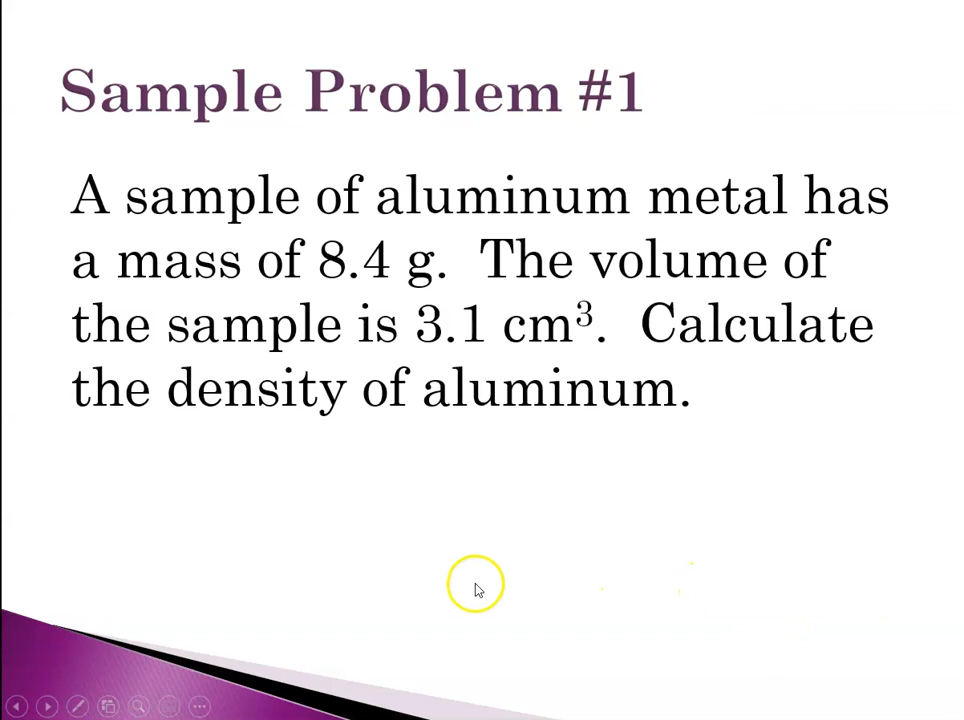 Sample Problem #1
A sample of aluminum metal has
a mass of 8.4 g.  The volume of
the sample is 3.1 cm³.  Calculate
the density of aluminum.